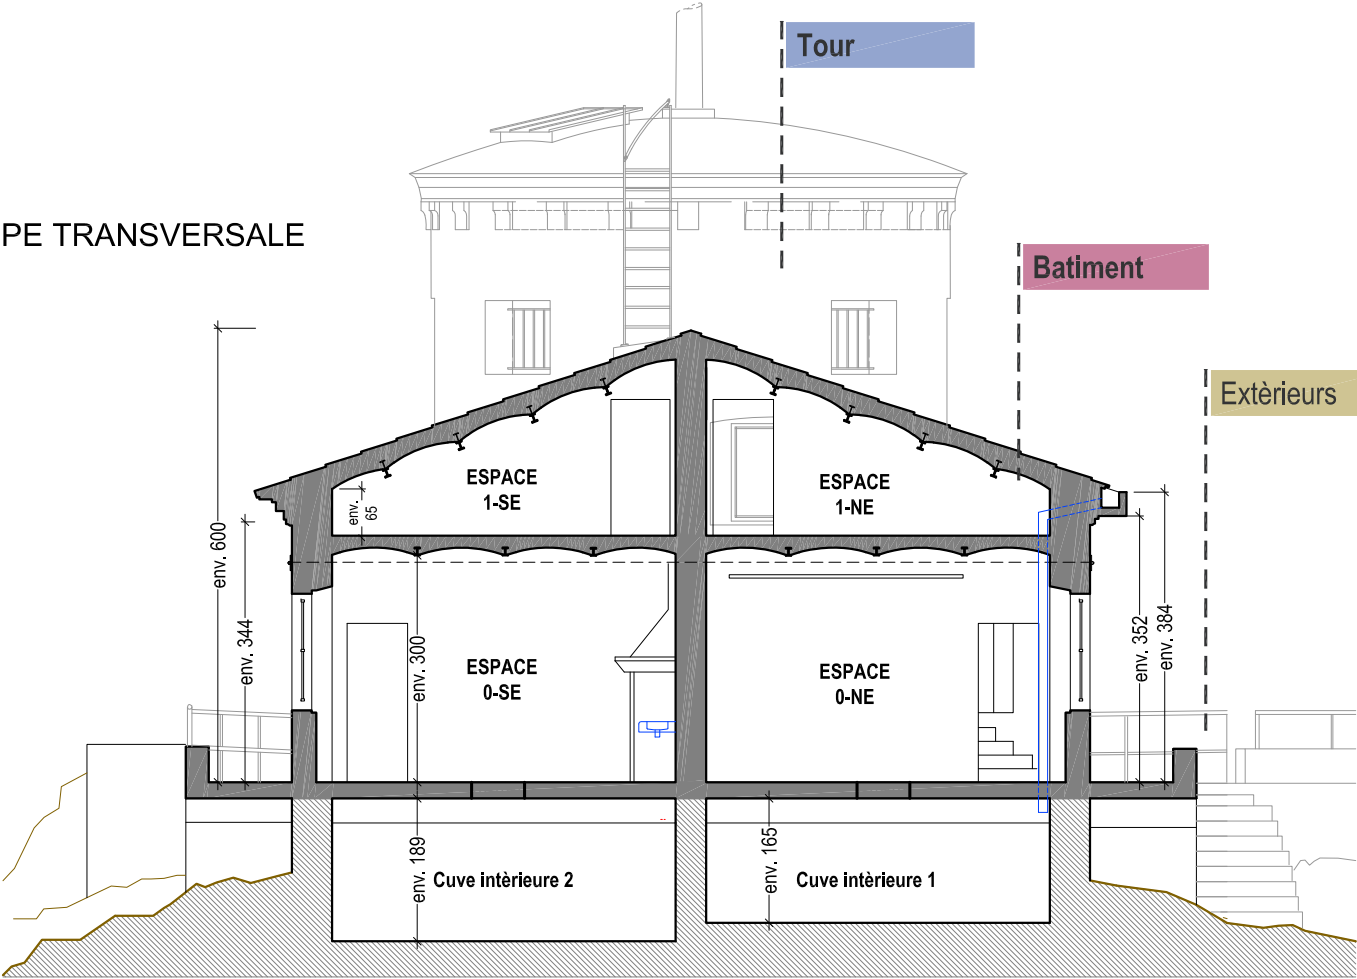 Tour
PE TRANSVERSALE
Batiment
Extèrieurs
ESPACE
1-SE
ESPACE
1-NE
env.
65
env. 600
env. 344
env. 300
ESPACE
0-SE
ESPACE
0-NE
env. 352
env. 384
env. 189
Cuve intèrieure 2
env. 165
Cuve intèrieure 1